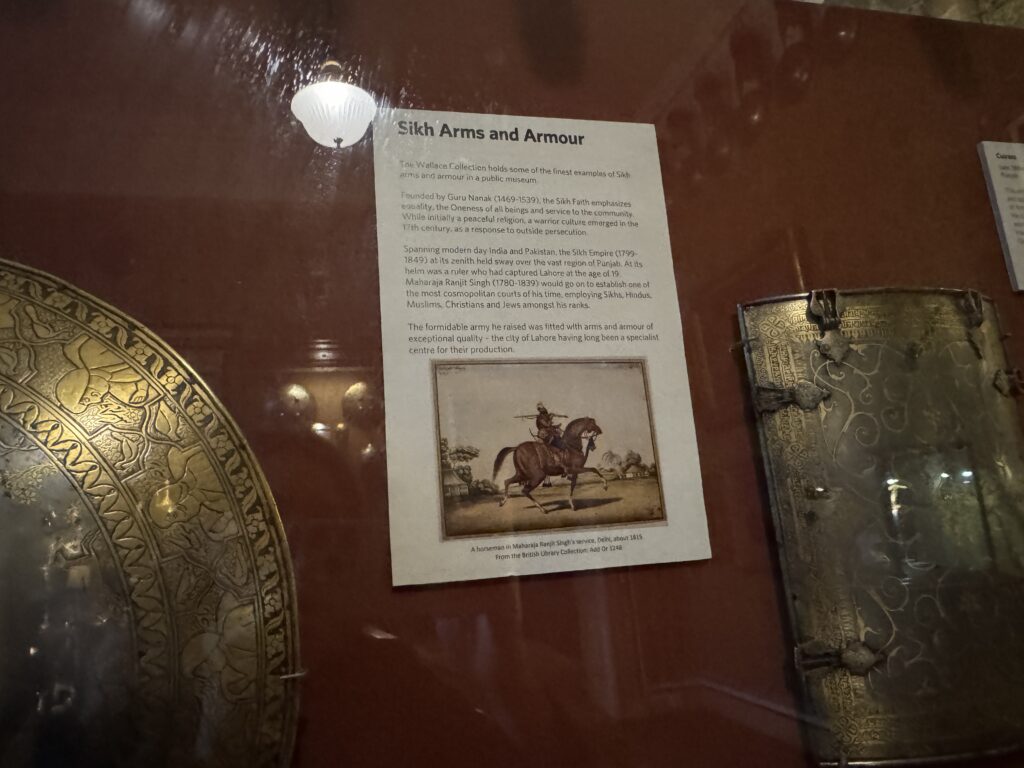 Sikh Arms and Armour
The Wallace Collection holds some of the finest examples of Sikh
arms and armour in a public museum.
Founded by Guru Nanak (1469-1539), the Sikh Faith emphasizes
equality, the Oneness of all beings and service to the community.
While initially a peaceful religion, a warrior culture emerged in the
17th century, as a response to outside persecution.
Spanning modern day India and Pakistan, the Sikh Empire (1799-
1849) at its zenith held sway over the vast region of Punjab. At its
helm was a ruler who had captured Lahore at the age of 19.
Maharaja Ranjit Singh (1780-1839) would go on to establish one of
the most cosmopolitan courts of his time, employing Sikhs, Hindus,
Muslims, Christians and Jews amongst his ranks.
The formidable army he raised was fitted with arms and armour of
exceptional quality – the city of Lahore having long been a specialist
centre for their production.
A horseman in Maharaja Ranjit Singh's service, Delhi, about 1815
From the British Library Collection: Add Or 1248